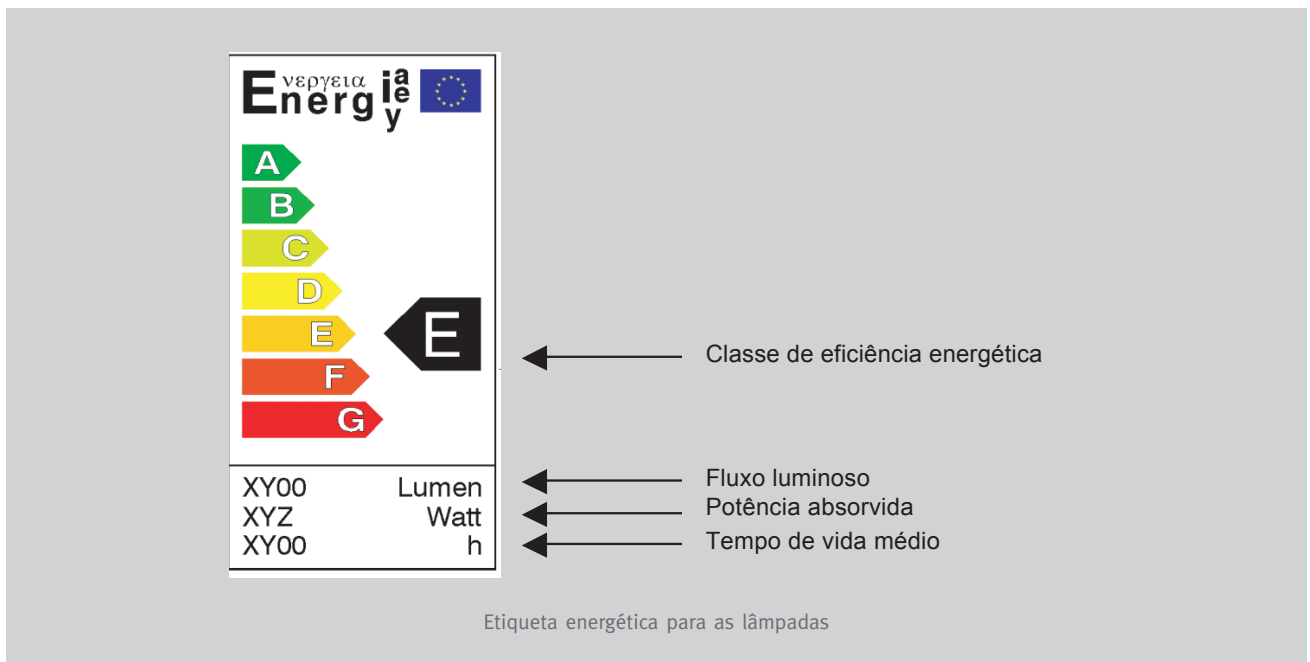 Ενεργεια
Energ ia
e
y
A
B
C
D
E
E
F
G
Classe de eficiência energética
XY00 Lumen
Fluxo luminoso
XYZ Watt
Potência absorvida
XY00 h
Tempo de vida médio
Etiqueta energética para as lâmpadas